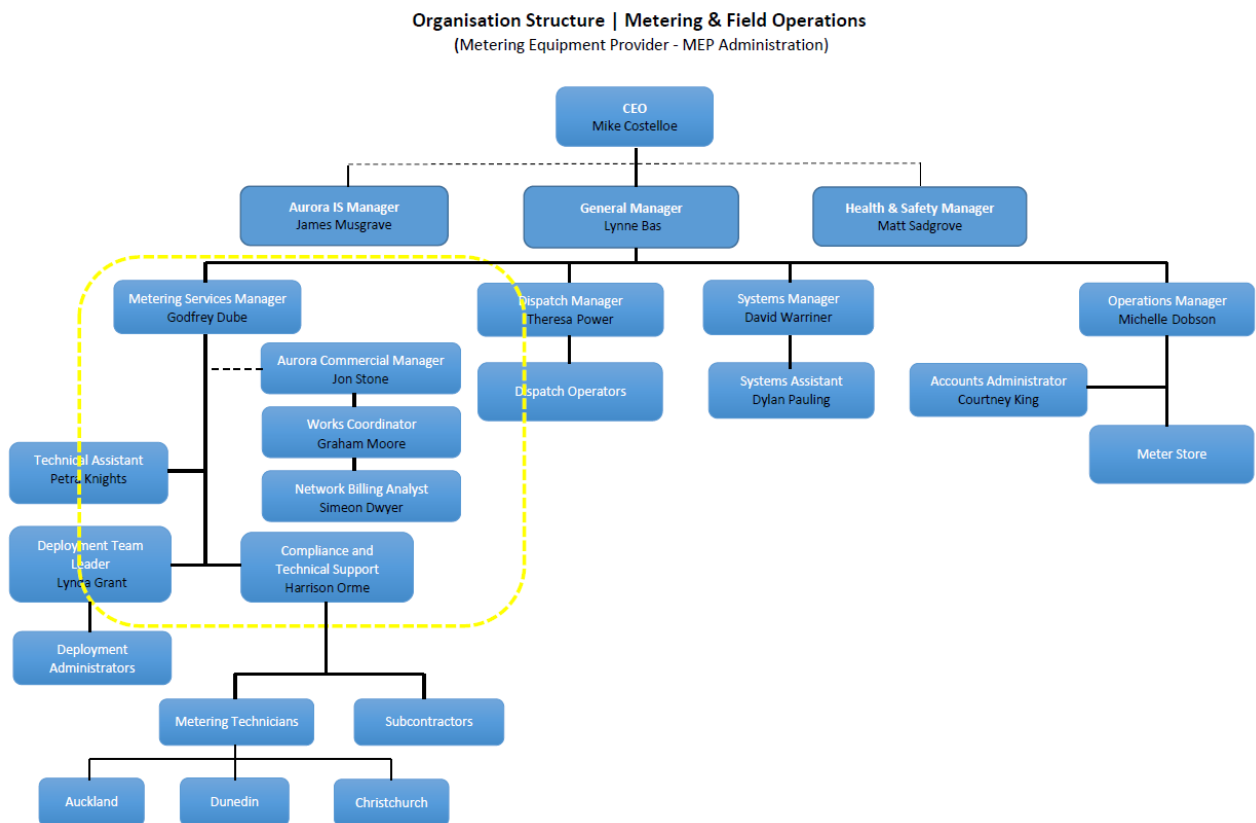 Organisation Structure | Metering & Field Operations
(Metering Equipment Provider - MEP Administration)
CEO
Mike Costelloe
Aurora IS Manager
James Musgrave
General Manager
Lynne Bas
Health & Safety Manager
Matt Sadgrove
Metering Services Manager
Godfrey Dube
Dispatch Manager
Theresa Power
Systems Manager
David Warriner
Operations Manager
Michelle Dobson
Aurora Commercial Manager
Jon Stone
Dispatch Operators
Systems Assistant
Dylan Pauling
Accounts Administrator
Courtney King
Works Coordinator
Graham Moore
Meter Store
Technical Assistant
Petra Knights
Network Billing Analyst
Simeon Dwyer
Deployment Team
Leader
Lynda Grant
Compliance and
Technical Support
Harrison Orme
Deployment
Administrators
Metering Technicians
Subcontractors
Auckland
Dunedin
Christchurch